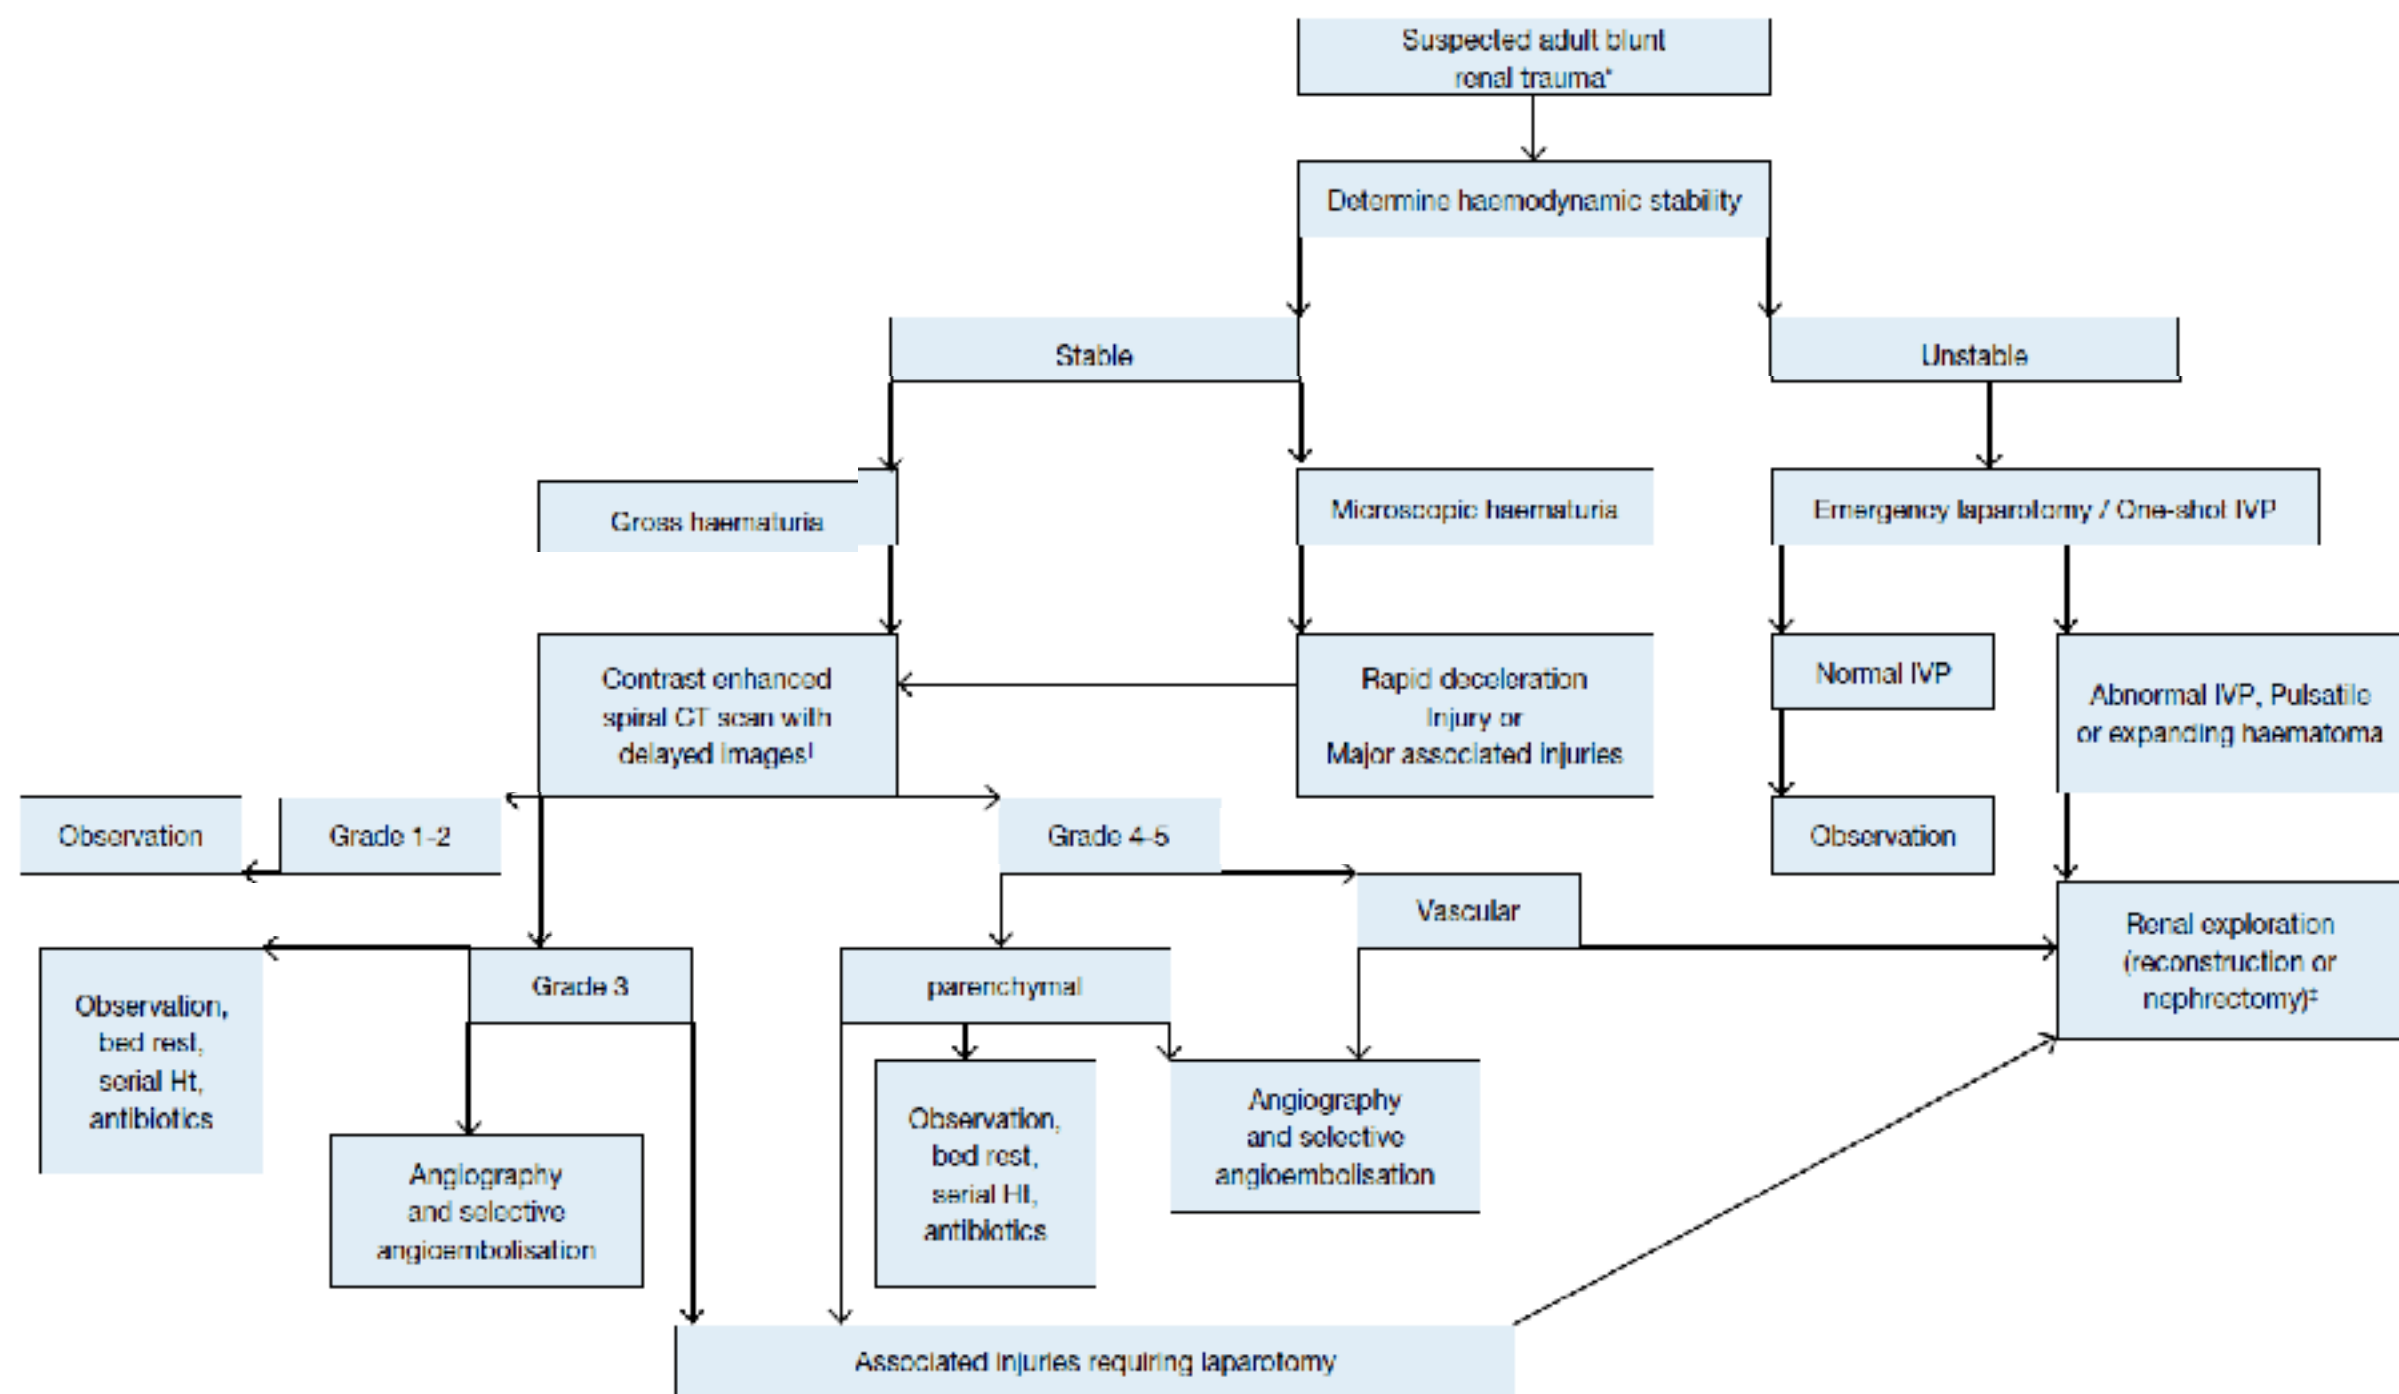 Suspected adult blunt
renal trauma*
Determine haemodynamic stability
Stable
Unstable
Gross haematuria
Microscopic haematuria
Emergency laparotomy / One-shot IVP
Contrast enhanced
spiral CT scan with
delayed images
Rapid deceleration
Injury or
Major associated injuries
Normal IVP
Abnormal IVP, Pulsatile
or expanding haematoma
Observation
Grade 1-2
Grade 4-5
Observation
Vascular
Renal exploration
(reconstruction or
nephrectomy)‡
Observation,
bed rest,
serial Ht,
antibiotics
Grade 3
parenchymal
Angiography
and selective
angioembolisation
Observation,
bed rest,
serial Ht,
antibiotics
Angiography
and selective
angioembolisation
Associated injuries requiring laparotomy